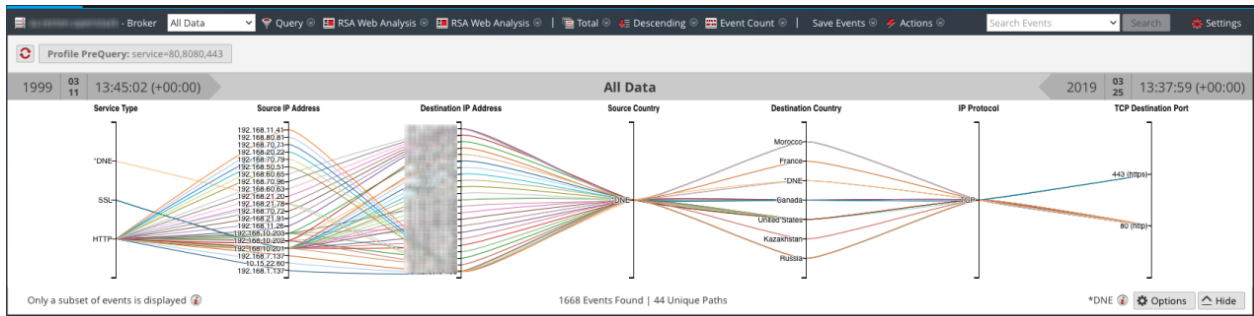 - Broker All Data Query RSA Web Analysis RSA Web Analysis | Total Descending Event Count | Save Events Actions Search Events Search Settings
Profile PreQuery: service=80,8080,443
1999 03 11 13:45:02 (+00:00) All Data 2019 03 25 13:37:59 (+00:00)
Service Type Source IP Address Destination IP Address Source Country Destination Country IP Protocol TCP Destination Port
*DNE
SSL
HTTP
192.168.11.41
192.168.80.81
192.168.70.71
192.168.20.22
192.168.70.79
192.168.50.51
192.168.60.65
192.168.70.96
192.168.60.63
192.168.21.20
192.168.21.78
192.168.70.72
192.168.21.91
192.168.11.26
192.168.10.203
192.168.10.202
192.168.10.201
192.168.7.137
10.15.22.60
192.168.1.137
*DNE
Morocco
France
*DNE
Canada
United States
Kazakhstan
Russia
TCP
443 (https)
80 (http)
Only a subset of events is displayed 1668 Events Found | 44 Unique Paths *DNE Options Hide